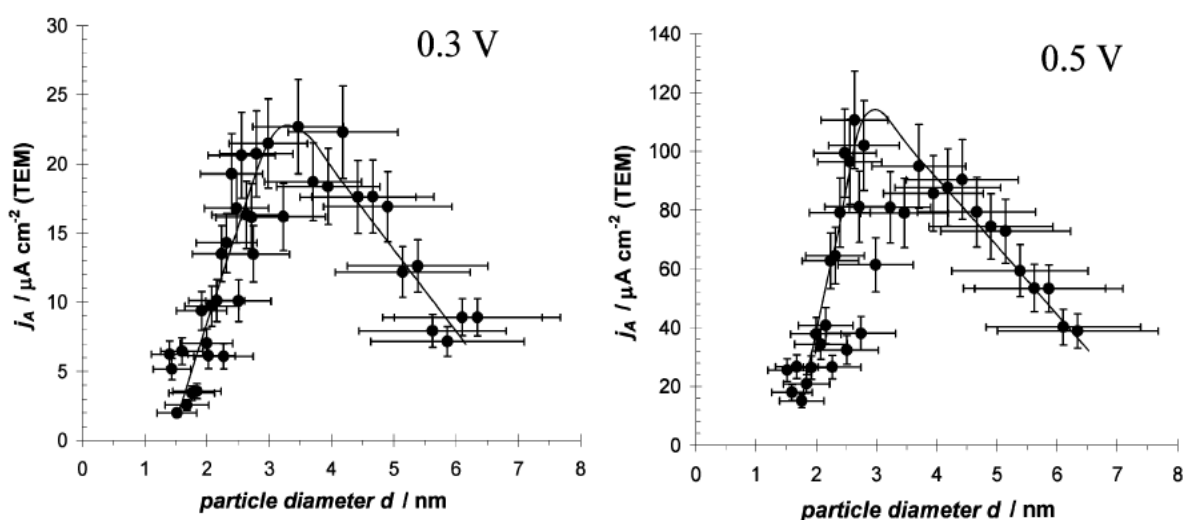 0.3 V
j_A / µA cm⁻² (TEM)
30
25
20
15
10
5
0
0 1 2 3 4 5 6 7 8
particle diameter d / nm
0.5 V
j_A / µA cm⁻² (TEM)
140
120
100
80
60
40
20
0
0 1 2 3 4 5 6 7 8
particle diameter d / nm